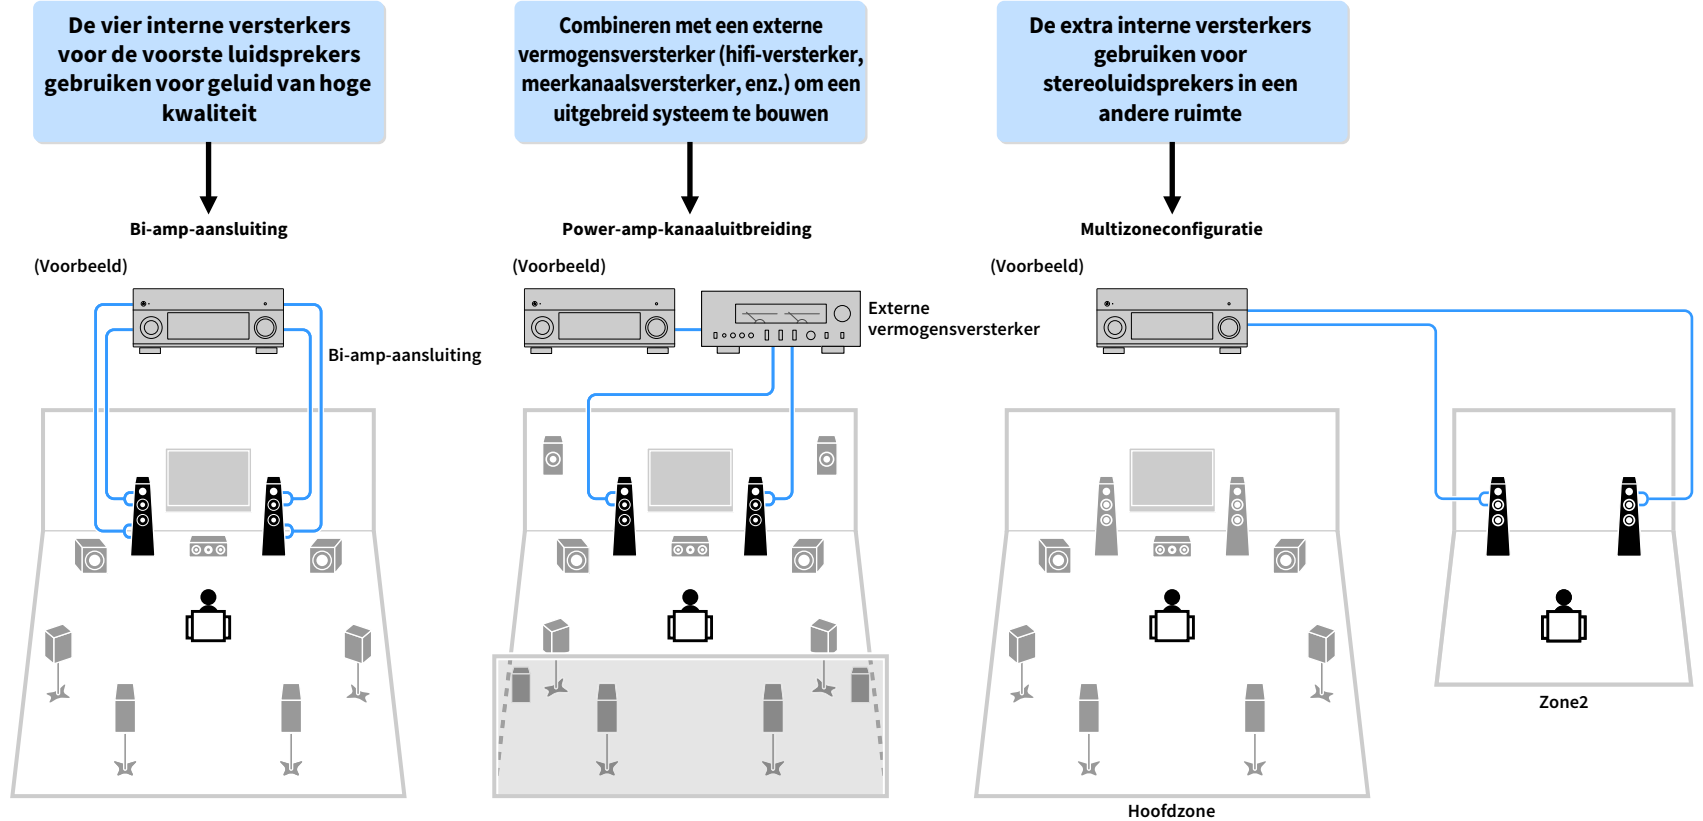 De vier interne versterkers
voor de voorste luidsprekers
gebruiken voor geluid van hoge
kwaliteit
Bi-amp-aansluiting
(Voorbeeld)
Bi-amp-aansluiting
Combineren met een externe
vermogensversterker (hifi-versterker,
meerkanaalsversterker, enz.) om een
uitgebreid systeem te bouwen
Power-amp-kanaaluitbreiding
(Voorbeeld)
Externe
vermogensversterker
De extra interne versterkers
gebruiken voor
stereoluidsprekers in een
andere ruimte
Multizoneconfiguratie
(Voorbeeld)
Zone2
Hoofdzone